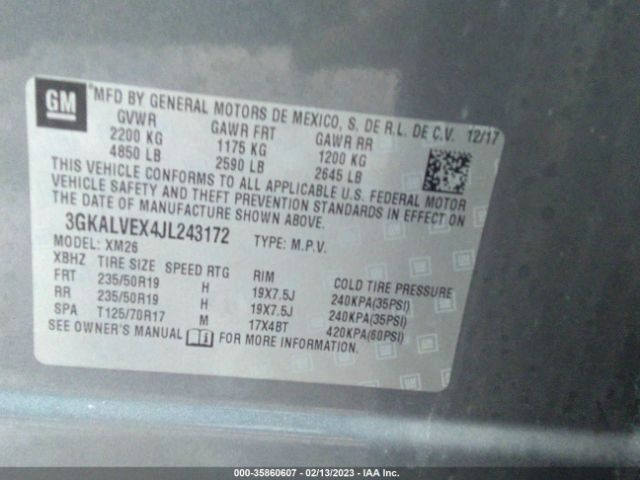 GM
*MFD BY GENERAL MOTORS DE MEXICO, S. DE R.L. DE C.V. 12/17
GVWR GAWR FRT GAWR RR
2200 KG 1175 KG 1200 KG
4850 LB 2590 LB 2645 LB
THIS VEHICLE CONFORMS TO ALL APPLICABLE U.S. FEDERAL MOTOR
VEHICLE SAFETY AND THEFT PREVENTION STANDARDS IN EFFECT ON
THE DATE OF MANUFACTURE SHOWN ABOVE.
3GKALVEX4JL243172 TYPE: M.P.V.
MODEL: XM26
XBHZ TIRE SIZE SPEED RTG RIM COLD TIRE PRESSURE
FRT 235/50R19 H 19X7.5J 240KPA(35PSI)
RR 235/50R19 H 19X7.5J 240KPA(35PSI)
SPA T125/70R17 M 17X4BT 420KPA(60PSI)
SEE OWNER'S MANUAL FOR MORE INFORMATION.
000-35860607 - 02/13/2023 - IAA Inc.